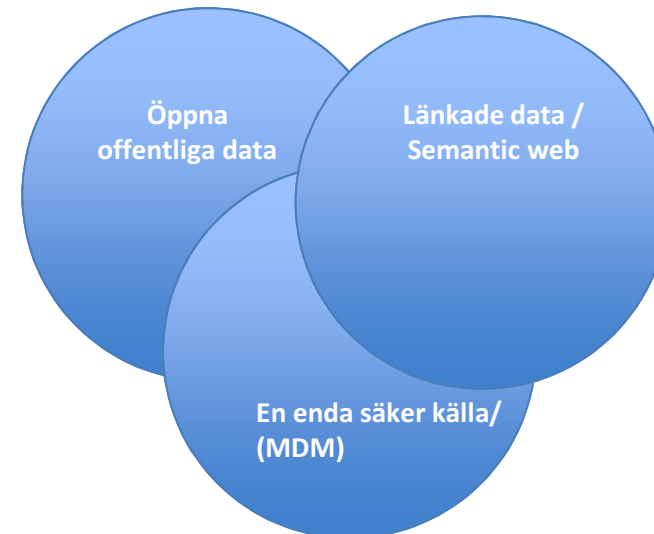 Öppna
offentliga data
Länkade data /
Semantic web
En enda säker källa/
(MDM)